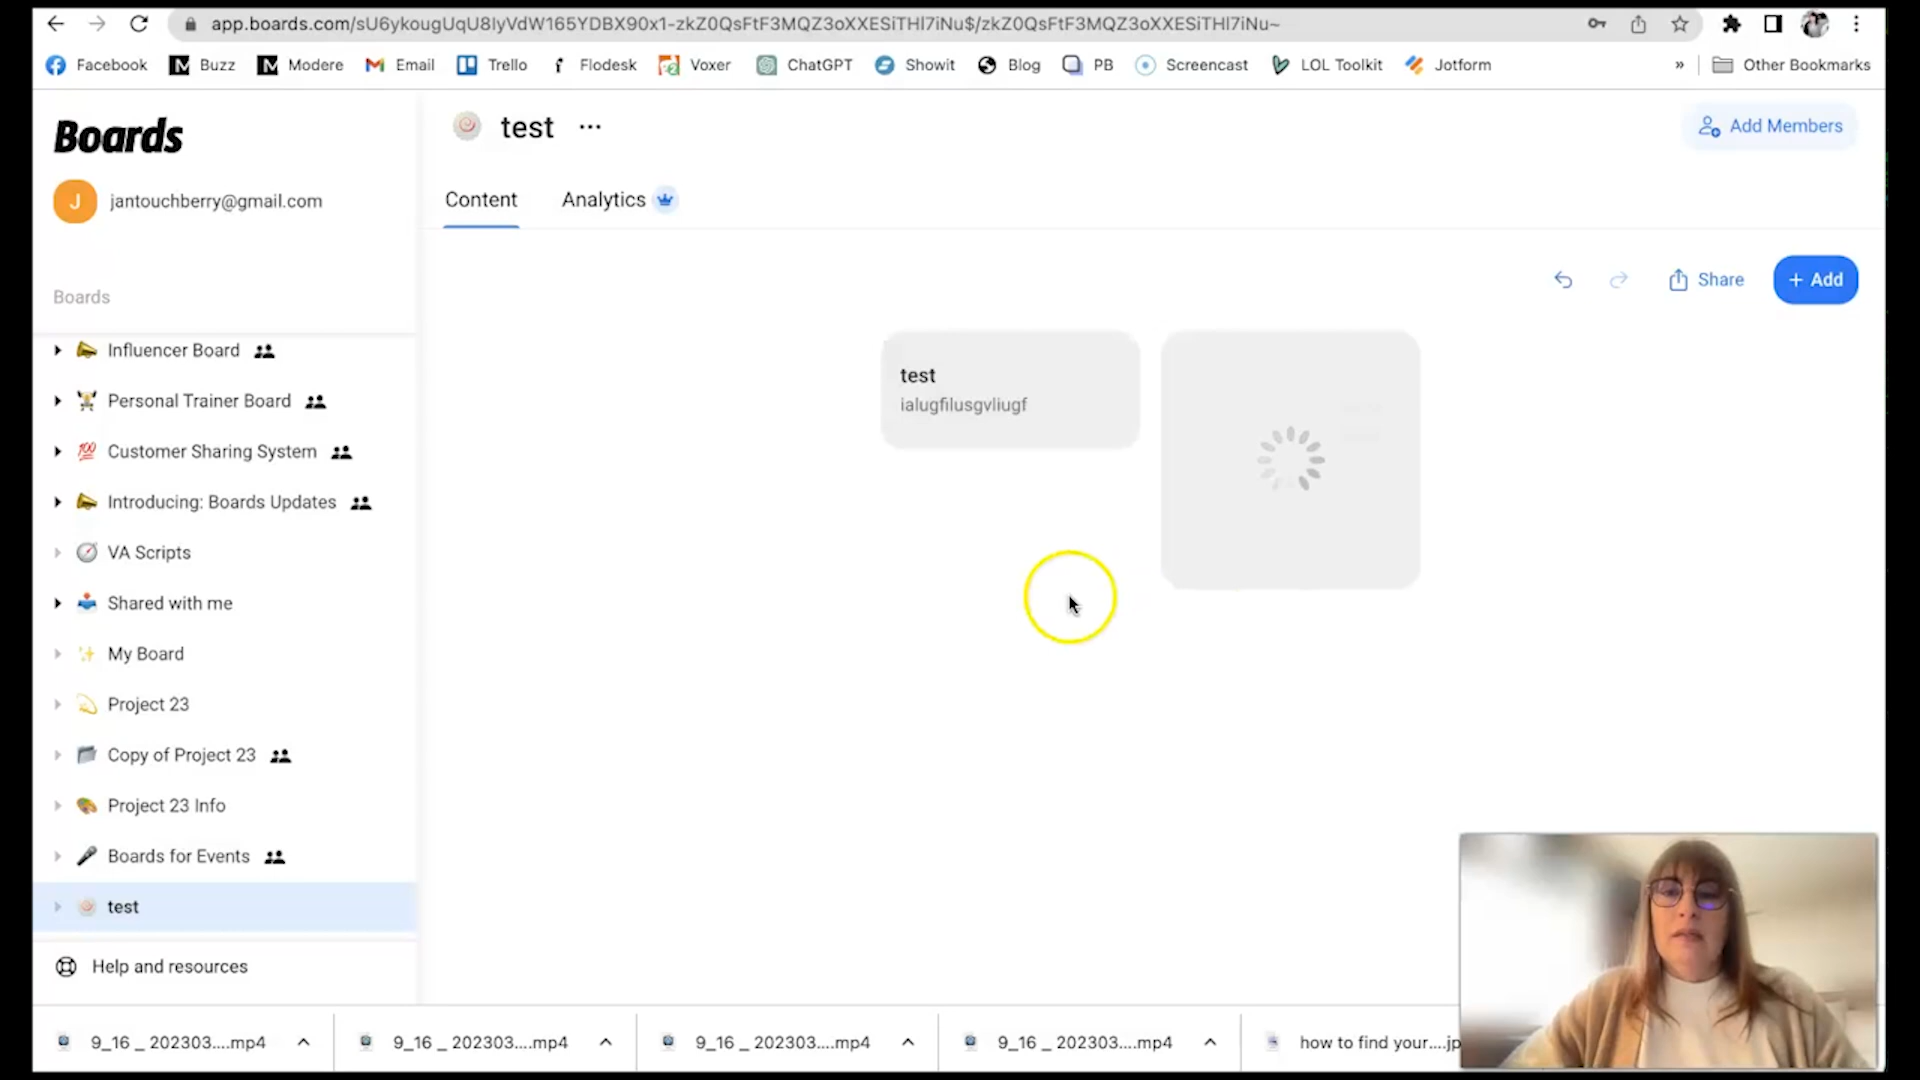 app.boards.com/sU6ykougUqU8IyVdW165YDBX90x1-zkZ0QsFtF3MQZ3oXXESiTHl7iNu$/zkZ0QsFtF3MQZ3oXXESiTHl7iNu~
Facebook Buzz Modere Email Trello Flodesk Voxer ChatGPT Showit Blog PB Screencast LOL Toolkit Jotform » Other Bookmarks
Boards
test ...
Add Members
J jantouchberry@gmail.com
Content Analytics
Share + Add
Boards
Influencer Board
Personal Trainer Board
Customer Sharing System
Introducing: Boards Updates
VA Scripts
Shared with me
My Board
Project 23
Copy of Project 23
Project 23 Info
Boards for Events
test
Help and resources
test
ialugfilusgvliugf
9_16 _ 202303....mp4 9_16 _ 202303....mp4 9_16 _ 202303....mp4 9_16 _ 202303....mp4 how to find your....jp